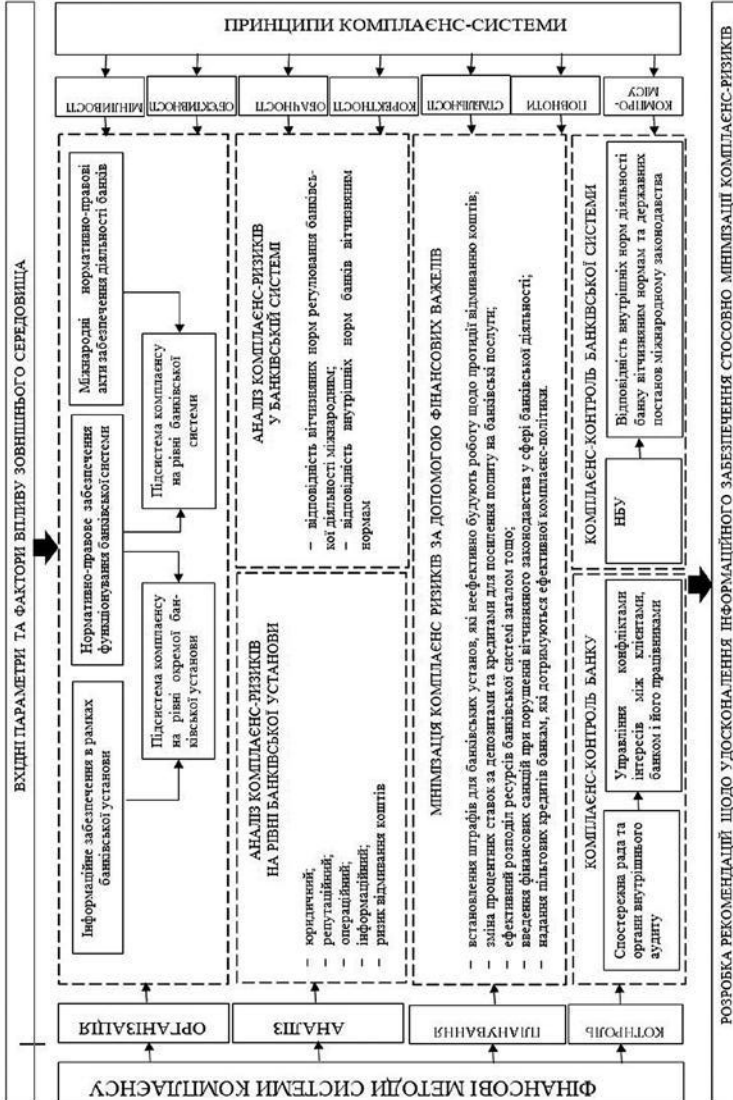 ВХІДНІ ПАРАМЕТРИ ТА ФАКТОРИ ВПЛИВУ ЗОВНІШНЬОГО СЕРЕДОВИЩА
ФІНАНСОВІ МЕТОДИ СИСТЕМИ КОМПЛАЄНСУ
ОРГАНІЗАЦІЯ
Інформаційне забезпечення в рамках
банківської установи
Нормативно-правове забезпечення
функціонування банківської системи
Міжнародні нормативно-правові
акти забезпечення діяльності банків
Підсистема комплаєнсу
на рівні окремої бан-
ківської установи
Підсистема комплаєнсу
на рівні банківської
системи
АНАЛІЗ
АНАЛІЗ КОМПЛАЄНС-РИЗИКІВ
НА РІВНІ БАНКІВСЬКОЇ УСТАНОВИ
– юридичний;
– репутаційний;
– операційний;
– інформаційний;
– ризик відмивання коштів
АНАЛІЗ КОМПЛАЄНС-РИЗИКІВ
У БАНКІВСЬКІЙ СИСТЕМІ
– відповідність вітчизняних норм регулювання банківсь-
кої діяльності міжнародним;
– відповідність внутрішніх норм банків вітчизняним
нормам
ПЛАНУВАННЯ
МІНІМІЗАЦІЯ КОМПЛАЄНС РИЗИКІВ ЗА ДОПОМОГОЮ ФІНАНСОВИХ ВАЖЕЛІВ
– встановлення штрафів для банківських установ, які неефективно будують роботу щодо протидії відмиванню коштів;
– зміна процентних ставок за депозитами та кредитами для посилення попиту на банківські послуги;
– ефективний розподіл ресурсів банківської системі загалом тощо;
– введення фінансових санкцій при порушенні вітчизняного законодавства у сфері банківської діяльності;
– надання пільгових кредитів банкам, які дотримуються ефективної комплаєнс-політики.
КОТНРОЛЬ
КОМПЛАЄНС-КОНТРОЛЬ БАНКУ
Спостережна рада та
органи внутрішнього
аудиту
Управління конфліктами
інтересів між клієнтами,
банком і його працівниками
КОМПЛАЄНС-КОНТРОЛЬ БАНКІВСЬКОЇ СИСТЕМИ
НБУ
Відповідність внутрішніх норм діяльності
банку вітчизняним нормам та державних
постанов міжнародному законодавства
ПРИНЦИПИ КОМПЛАЄНС-СИСТЕМИ
МІНЛИВОСТІ
ОБ'ЄКТИВНОСТІ
ОБАЧНОСТІ
КОРЕКТНОСТІ
СТАБІЛЬНОСТІ
ПОВНОТИ
КОМПРО-
МІСУ
РОЗРОБКА РЕКОМЕНДАЦІЙ ЩОДО УДОСКОНАЛЕННЯ ІНФОРМАЦІЙНОГО ЗАБЕЗПЕЧЕННЯ СТОСОВНО МІНІМІЗАЦІЇ КОМПЛАЄНС-РИЗИКІВ